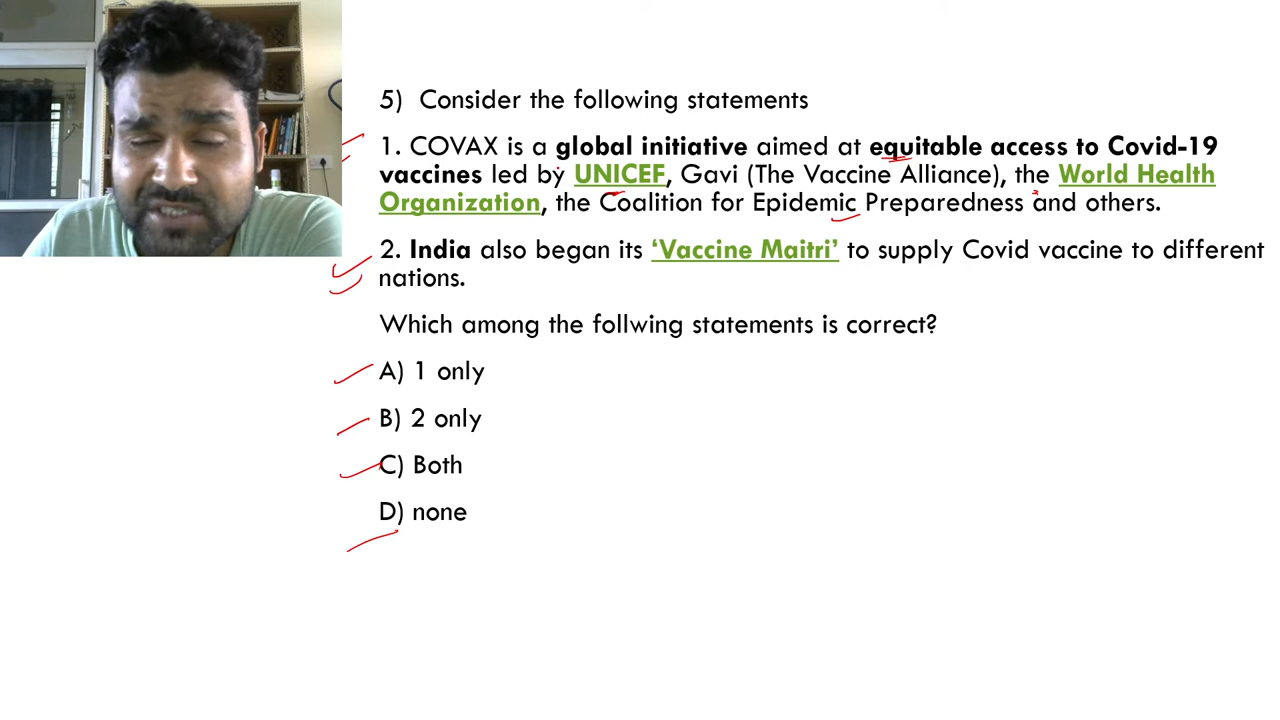 5) Consider the following statements
1. COVAX is a global initiative aimed at equitable access to Covid-19
vaccines led by UNICEF, Gavi (The Vaccine Alliance), the World Health
Organization, the Coalition for Epidemic Preparedness and others.
2. India also began its ‘Vaccine Maitri’ to supply Covid vaccine to different
nations.
Which among the follwing statements is correct?
A) 1 only
B) 2 only
C) Both
D) none